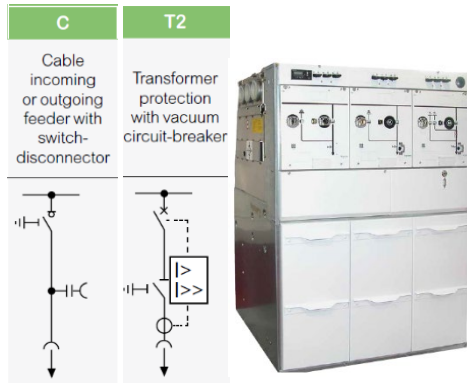 C
Cable
incoming
or outgoing
feeder with
switch-
disconnector
T2
Transformer
protection
with vacuum
circuit-breaker
I>
I>>